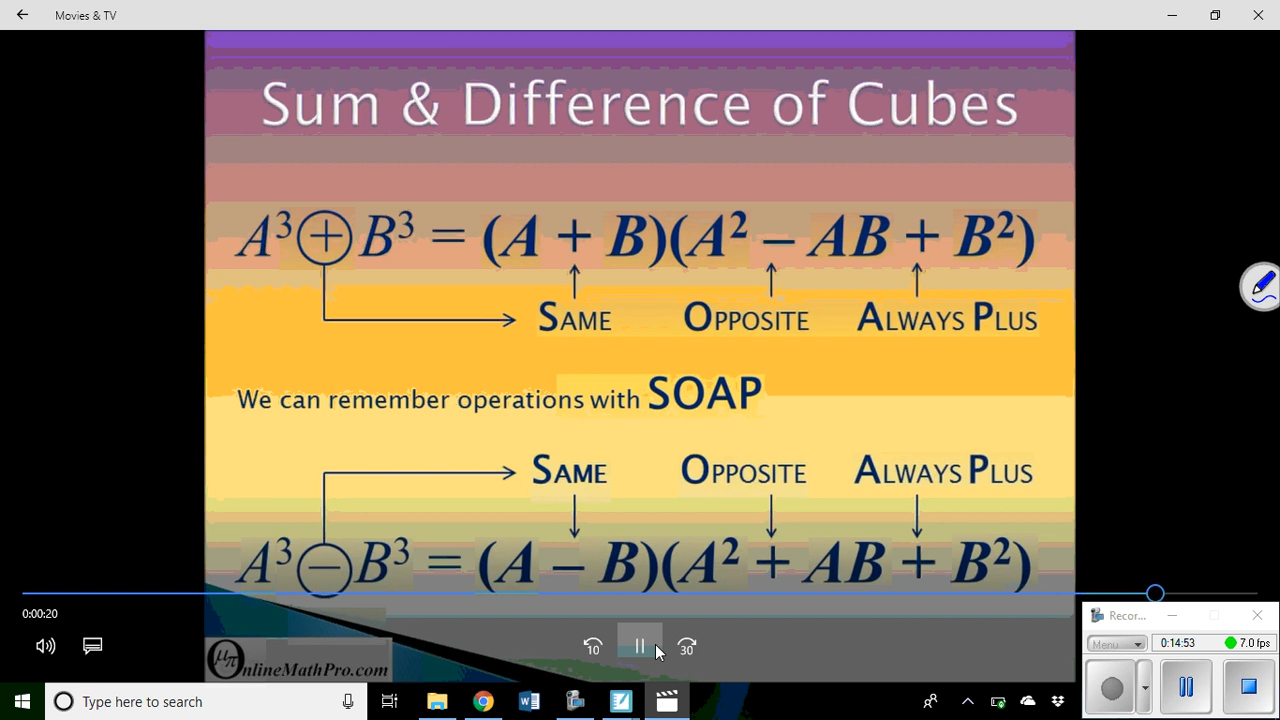 Movies & TV
Sum & Difference of Cubes
A³ + B³ = (A + B)(A² – AB + B²)
SAME OPPOSITE ALWAYS PLUS
We can remember operations with SOAP
SAME OPPOSITE ALWAYS PLUS
A³ – B³ = (A – B)(A² + AB + B²)
0:00:20
10 30
μπ
OnlineMathPro.com
Recor...
Menu 0:14:53 7.0 fps
Type here to search